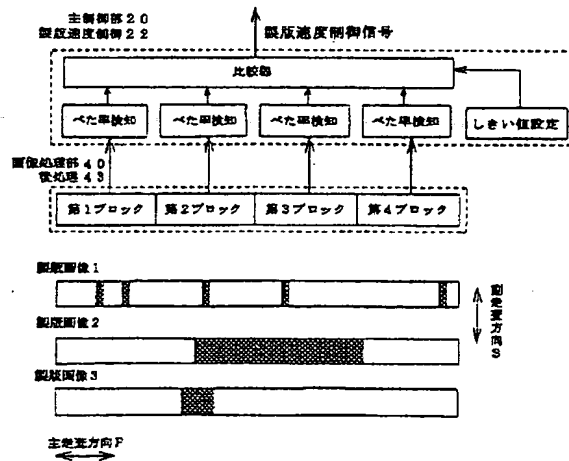 主制御部20
製版速度制御22
製版速度制御信号
比較器
べた率検知
べた率検知
べた率検知
べた率検知
しきい値設定
画像処理部40
後処理43
第1ブロック
第2ブロック
第3ブロック
第4ブロック
製版画像1
製版画像2
製版画像3
副走査方向S
主走査方向P